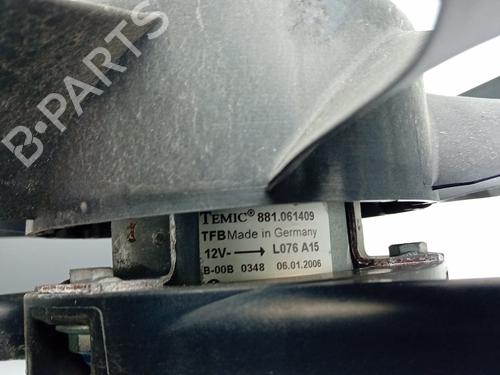 B-PARTS
TEMIC® 881.061409
TFB Made in Germany
12V- → L076 A15
B-00B 0348 06.01.2006